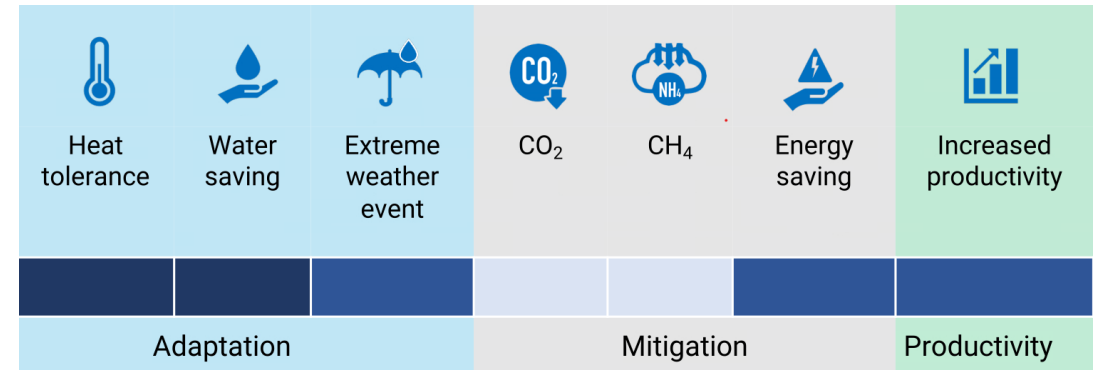 CO₂
NH₄
Heat
tolerance
Water
saving
Extreme
weather
event
CO₂
CH₄
Energy
saving
Increased
productivity
Adaptation
Mitigation
Productivity